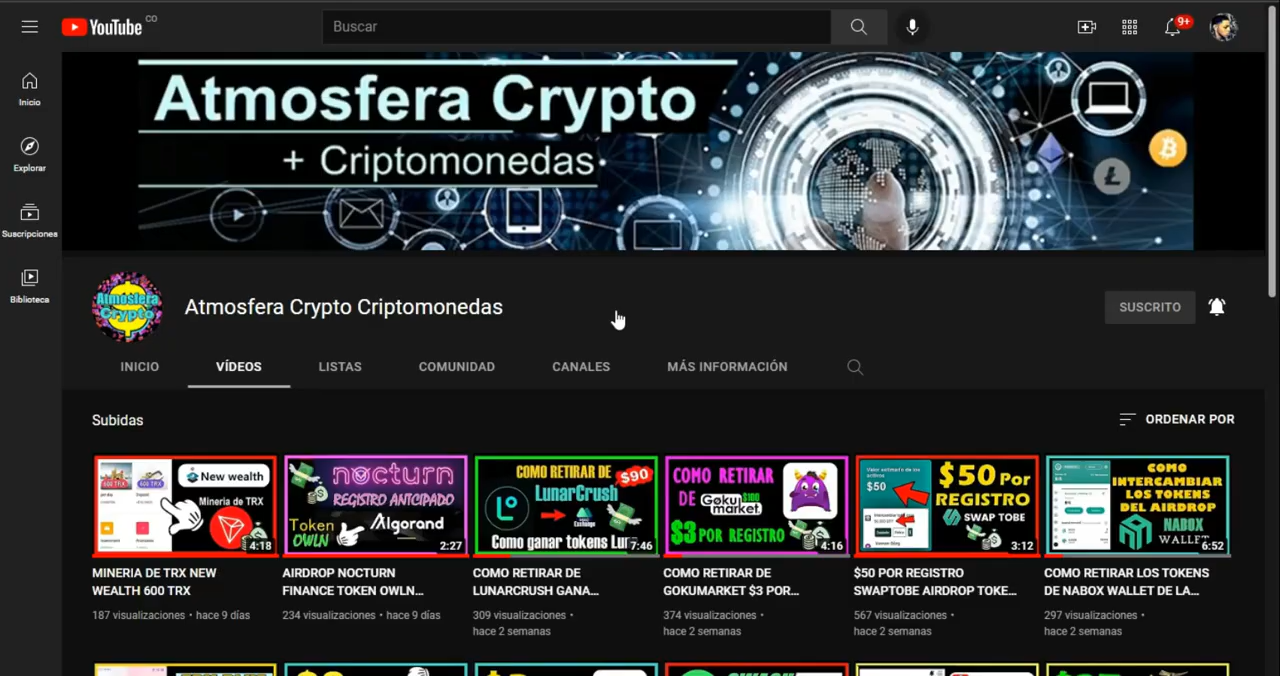 YouTube CO
Buscar
9+
Inicio
Explorar
Suscripciones
Biblioteca
Atmosfera Crypto
+ Criptomonedas
Atmosfera
Crypto
Atmosfera Crypto Criptomonedas
SUSCRITO
INICIO
VÍDEOS
LISTAS
COMUNIDAD
CANALES
MÁS INFORMACIÓN
Subidas
ORDENAR POR
600 TRX
600 TRX
New wealth
Mineria de TRX
4:18
MINERIA DE TRX NEW
WEALTH 600 TRX
187 visualizaciones • hace 9 días
nocturn
REGISTRO ANTICIPADO
Token
OWLN
Algorand
2:27
AIRDROP NOCTURN
FINANCE TOKEN OWLN...
234 visualizaciones • hace 9 días
COMO RETIRAR DE
$90
LunarCrush
Exchange
Como ganar tokens Lun
7:46
COMO RETIRAR DE
LUNARCRUSH GANA...
309 visualizaciones •
hace 2 semanas
COMO RETIRAR
DE Goku market.
$100
$3 POR REGISTRO
4:16
COMO RETIRAR DE
GOKUMARKET $3 POR...
374 visualizaciones •
hace 2 semanas
$50
$50 Por
REGISTRO
SWAP TOBE
3:12
$50 POR REGISTRO
SWAPTOBE AIRDROP TOKE...
567 visualizaciones •
hace 2 semanas
COMO
INTERCAMBIAR
LOS TOKENS
DEL AIRDROP
NABOX
WALLET
6:52
COMO RETIRAR LOS TOKENS
DE NABOX WALLET DE LA...
297 visualizaciones •
hace 2 semanas